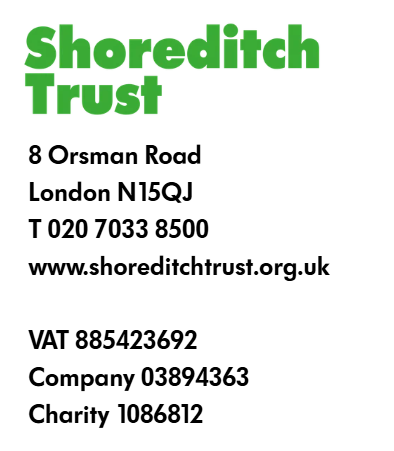 Shoreditch
Trust
8 Orsman Road
London N15QJ
T 020 7033 8500
www.shoreditchtrust.org.uk
VAT 885423692
Company 03894363
Charity 1086812